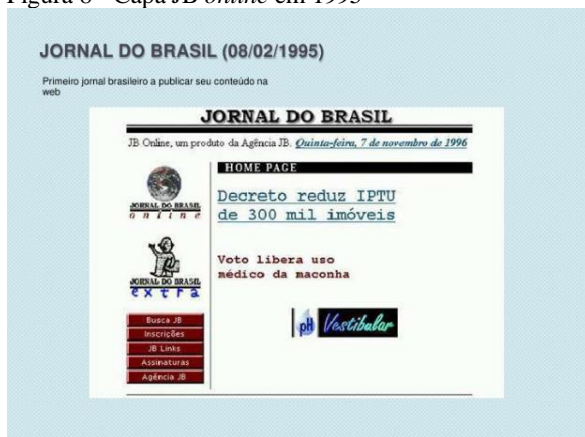 Figura 8 - Capa JB online em 1995
JORNAL DO BRASIL (08/02/1995)
Primeiro jornal brasileiro a publicar seu conteúdo na
web
JORNAL DO BRASIL
JB Online, um produto da Agência JB. Quinta-feira, 7 de novembro de 1996
HOME PAGE
JORNAL DO BRASIL
online
Decreto reduz IPTU
de 300 mil imóveis
JORNAL DO BRASIL
extra
Voto libera uso
médico da maconha
pH Vestibular
Busca JB
Inscrições
JB Links
Assinaturas
Agência JB